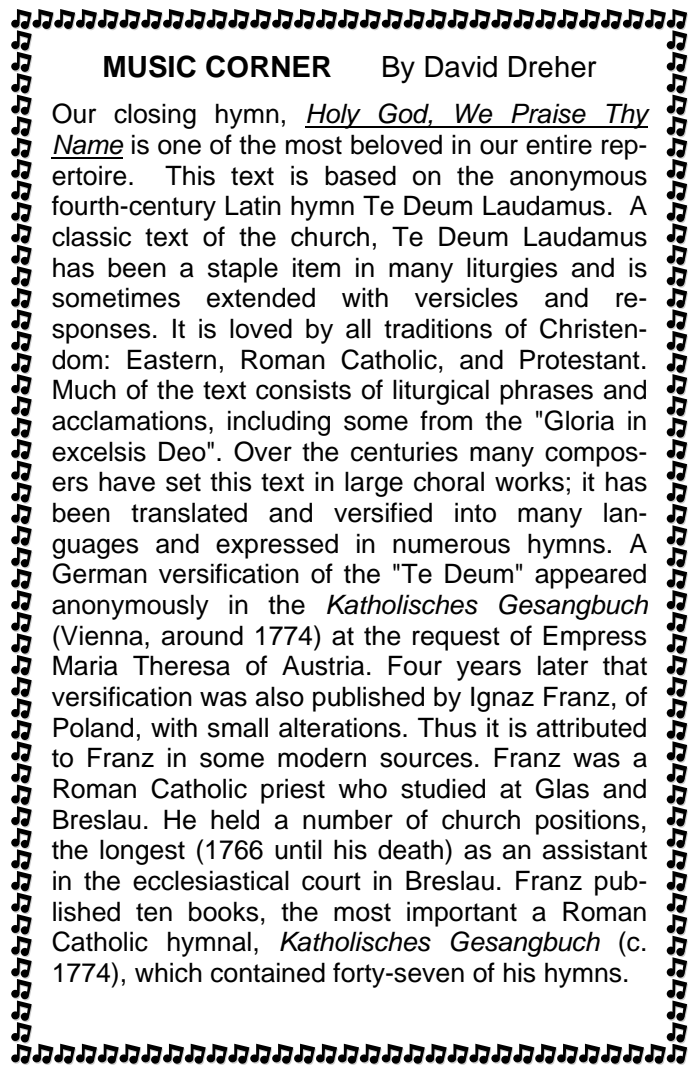 MUSIC CORNER By David Dreher
Our closing hymn, Holy God, We Praise Thy
Name is one of the most beloved in our entire rep-
ertoire. This text is based on the anonymous
fourth-century Latin hymn Te Deum Laudamus. A
classic text of the church, Te Deum Laudamus
has been a staple item in many liturgies and is
sometimes extended with versicles and re-
sponses. It is loved by all traditions of Christen-
dom: Eastern, Roman Catholic, and Protestant.
Much of the text consists of liturgical phrases and
acclamations, including some from the "Gloria in
excelsis Deo". Over the centuries many compos-
ers have set this text in large choral works; it has
been translated and versified into many lan-
guages and expressed in numerous hymns. A
German versification of the "Te Deum" appeared
anonymously in the Katholisches Gesangbuch
(Vienna, around 1774) at the request of Empress
Maria Theresa of Austria. Four years later that
versification was also published by Ignaz Franz, of
Poland, with small alterations. Thus it is attributed
to Franz in some modern sources. Franz was a
Roman Catholic priest who studied at Glas and
Breslau. He held a number of church positions,
the longest (1766 until his death) as an assistant
in the ecclesiastical court in Breslau. Franz pub-
lished ten books, the most important a Roman
Catholic hymnal, Katholisches Gesangbuch (c.
1774), which contained forty-seven of his hymns.